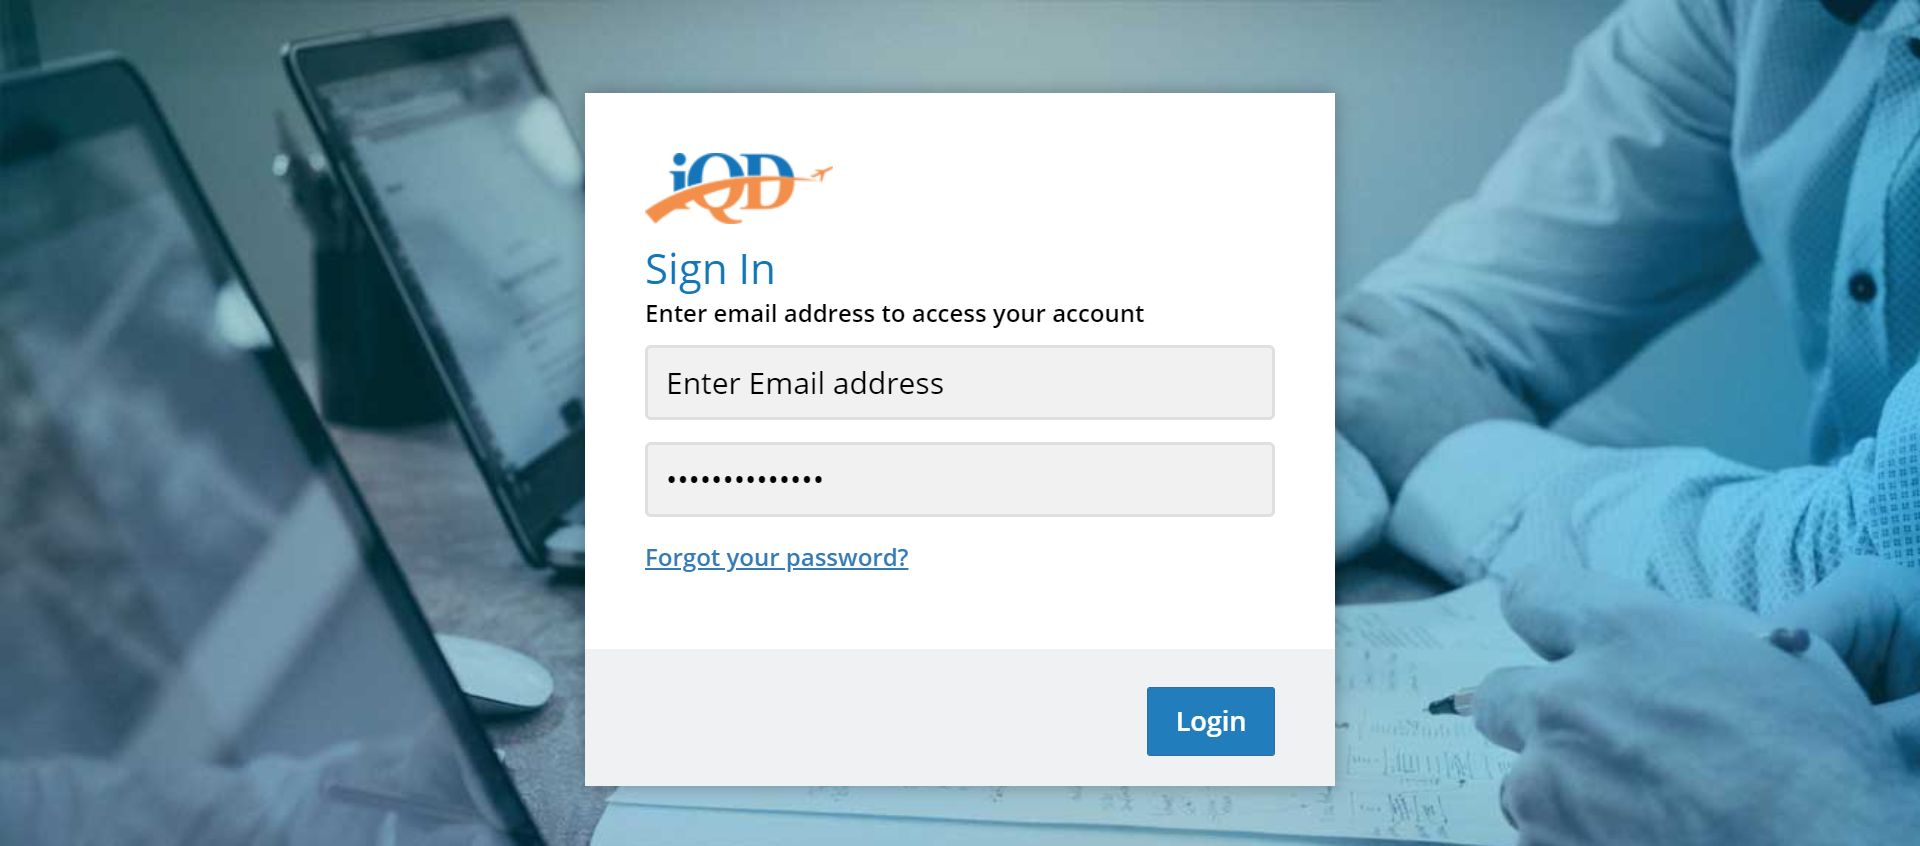 iQD
Sign In
Enter email address to access your account
Enter Email address
••••••••••••••
Forgot your password?
Login